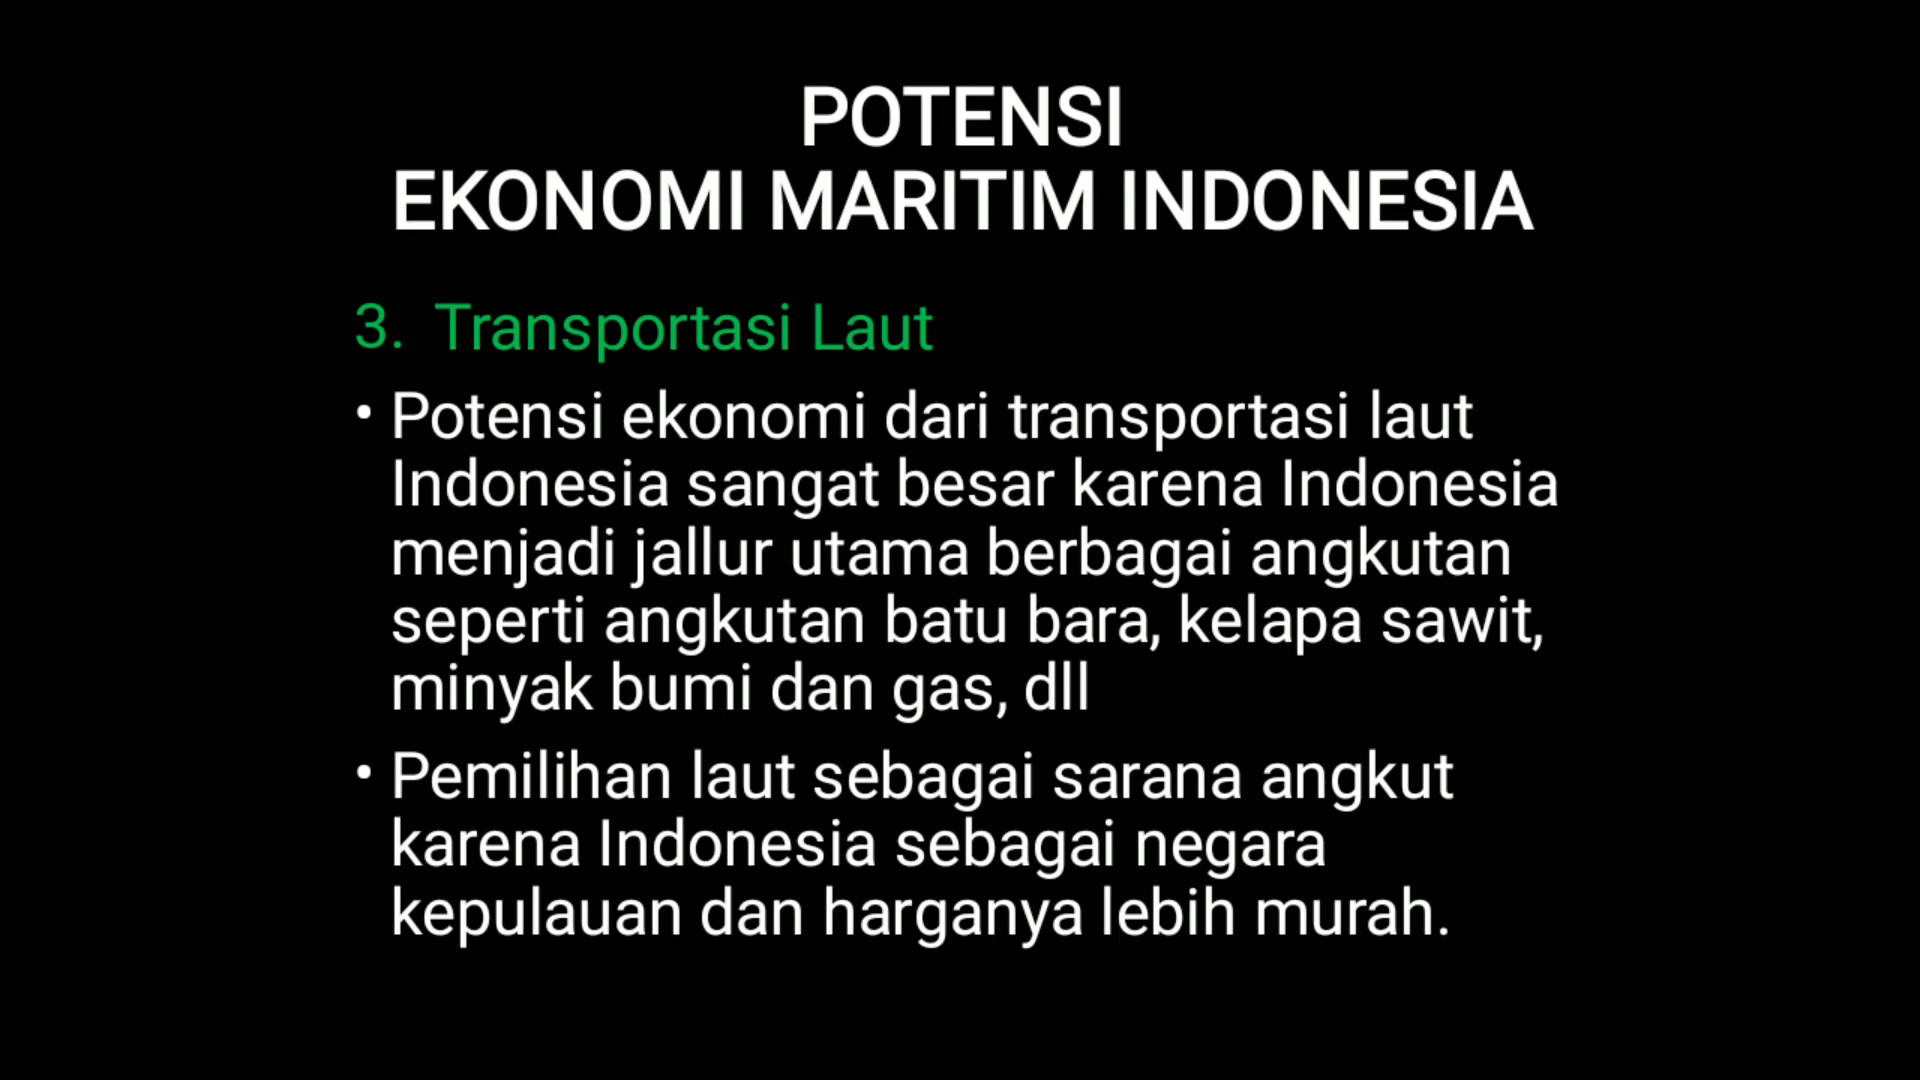 POTENSI
EKONOMI MARITIM INDONESIA
3. Transportasi Laut
• Potensi ekonomi dari transportasi laut
Indonesia sangat besar karena Indonesia
menjadi jallur utama berbagai angkutan
seperti angkutan batu bara, kelapa sawit,
minyak bumi dan gas, dll
• Pemilihan laut sebagai sarana angkut
karena Indonesia sebagai negara
kepulauan dan harganya lebih murah.